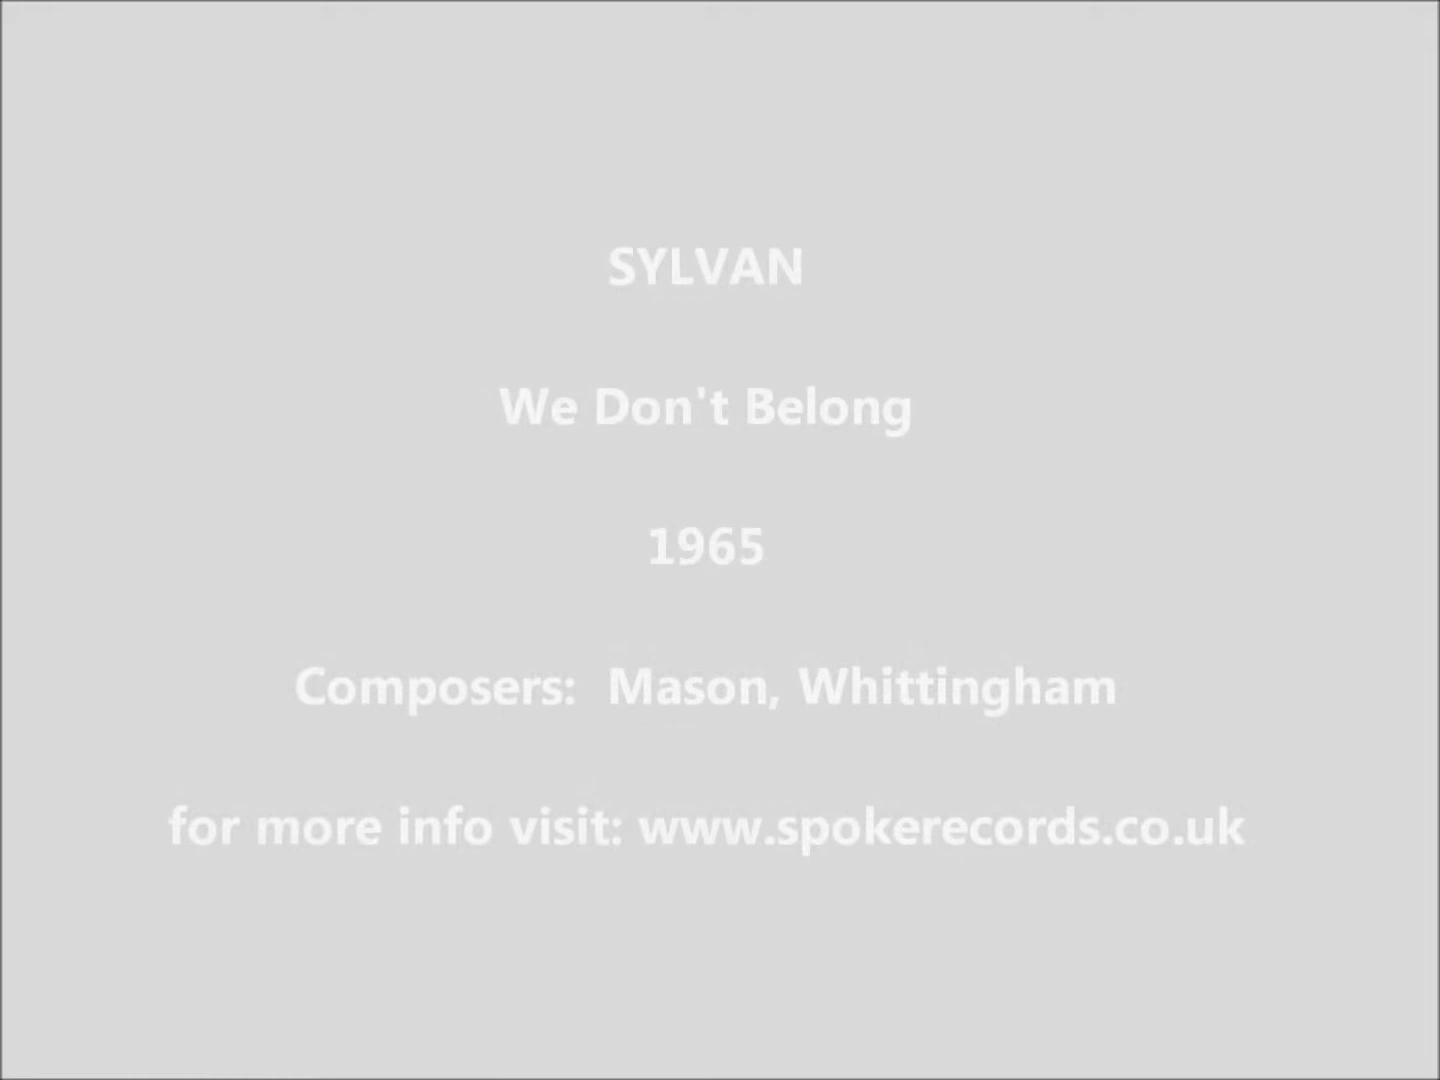 SYLVAN
We Don't Belong
1965
Composers:  Mason, Whittingham
for more info visit: www.spokerecords.co.uk